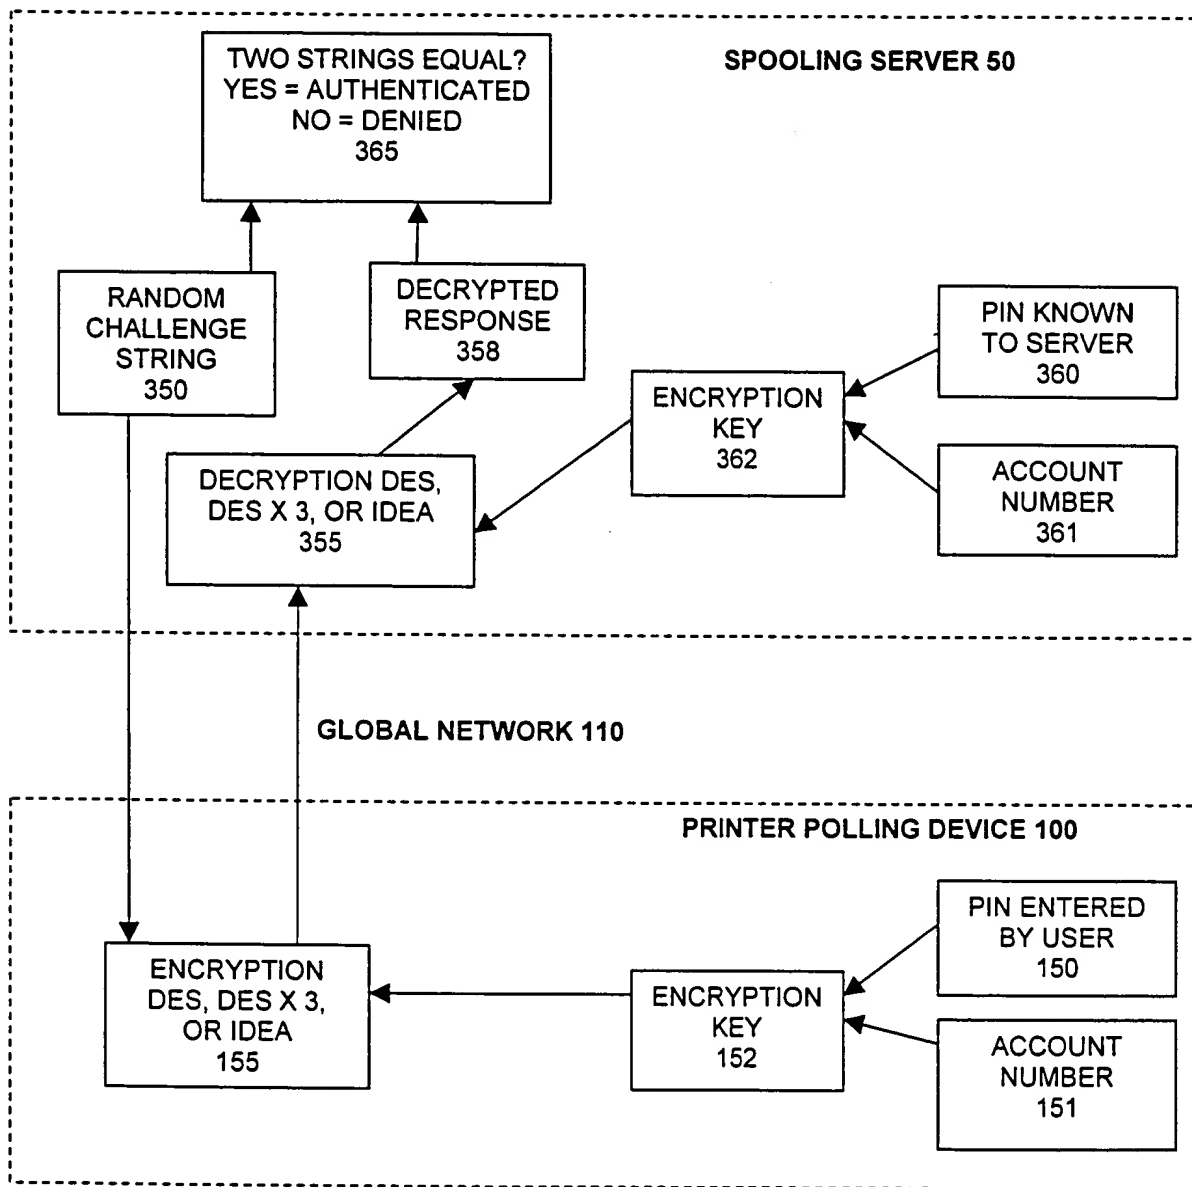 TWO STRINGS EQUAL?
YES = AUTHENTICATED
NO = DENIED
365
SPOOLING SERVER 50
RANDOM
CHALLENGE
STRING
350
DECRYPTED
RESPONSE
358
PIN KNOWN
TO SERVER
360
ENCRYPTION
KEY
362
DECRYPTION DES,
DES X 3, OR IDEA
355
ACCOUNT
NUMBER
361
GLOBAL NETWORK 110
PRINTER POLLING DEVICE 100
PIN ENTERED
BY USER
150
ENCRYPTION
DES, DES X 3,
OR IDEA
155
ENCRYPTION
KEY
152
ACCOUNT
NUMBER
151